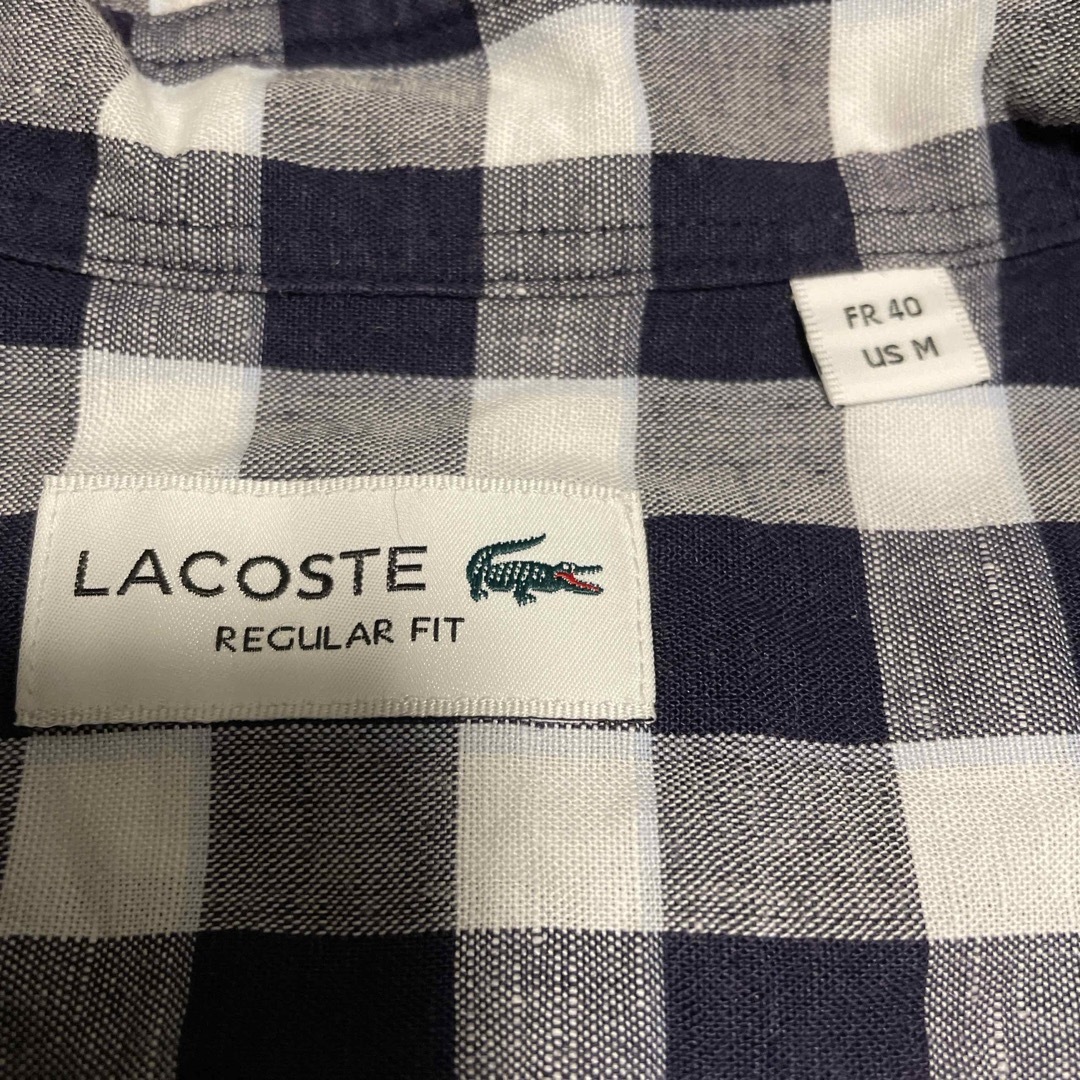 FR 40
US M
LACOSTE
REGULAR FIT